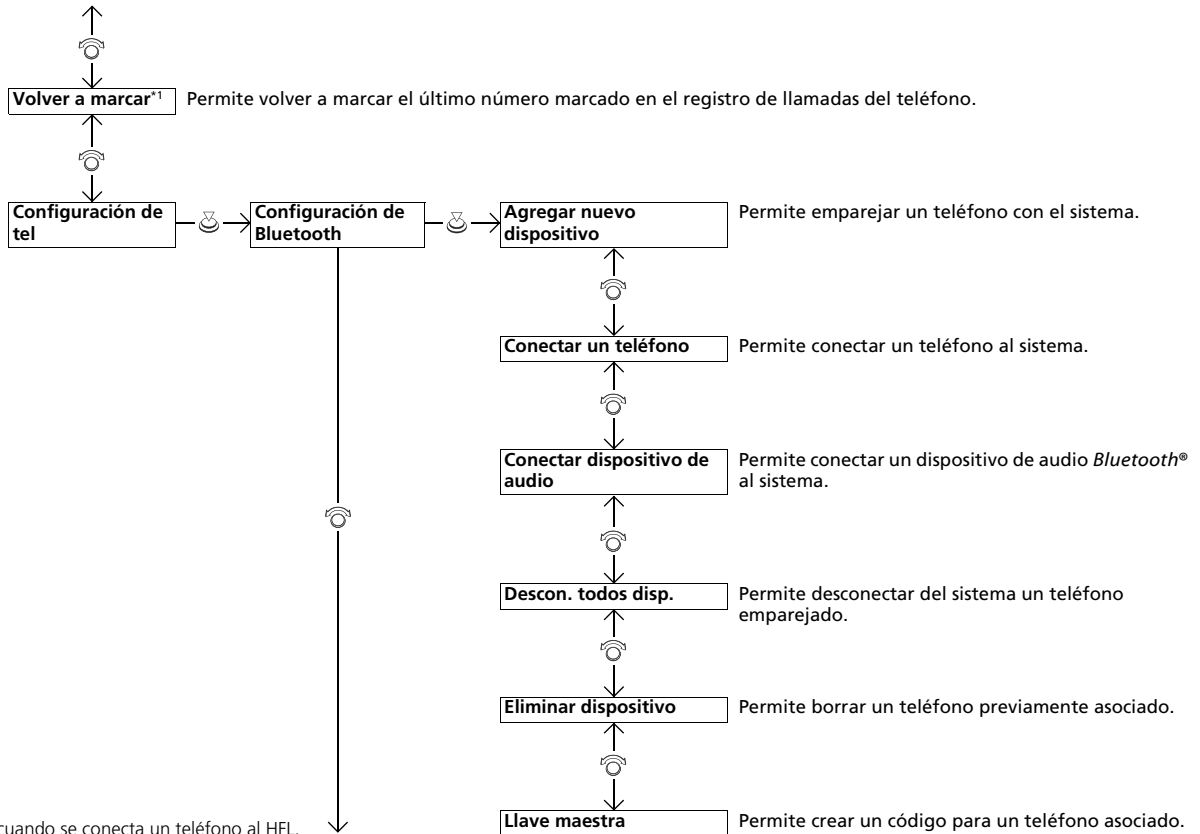 Volver a marcar*1 Permite volver a marcar el último número marcado en el registro de llamadas del teléfono.
Configuración de
tel
Configuración de
Bluetooth
Agregar nuevo
dispositivo
Permite emparejar un teléfono con el sistema.
Conectar un teléfono
Permite conectar un teléfono al sistema.
Conectar dispositivo de
audio
Permite conectar un dispositivo de audio Bluetooth®
al sistema.
Descon. todos disp.
Permite desconectar del sistema un teléfono
emparejado.
Eliminar dispositivo
Permite borrar un teléfono previamente asociado.
Llave maestra
Permite crear un código para un teléfono asociado.
cuando se conecta un teléfono al HFL.